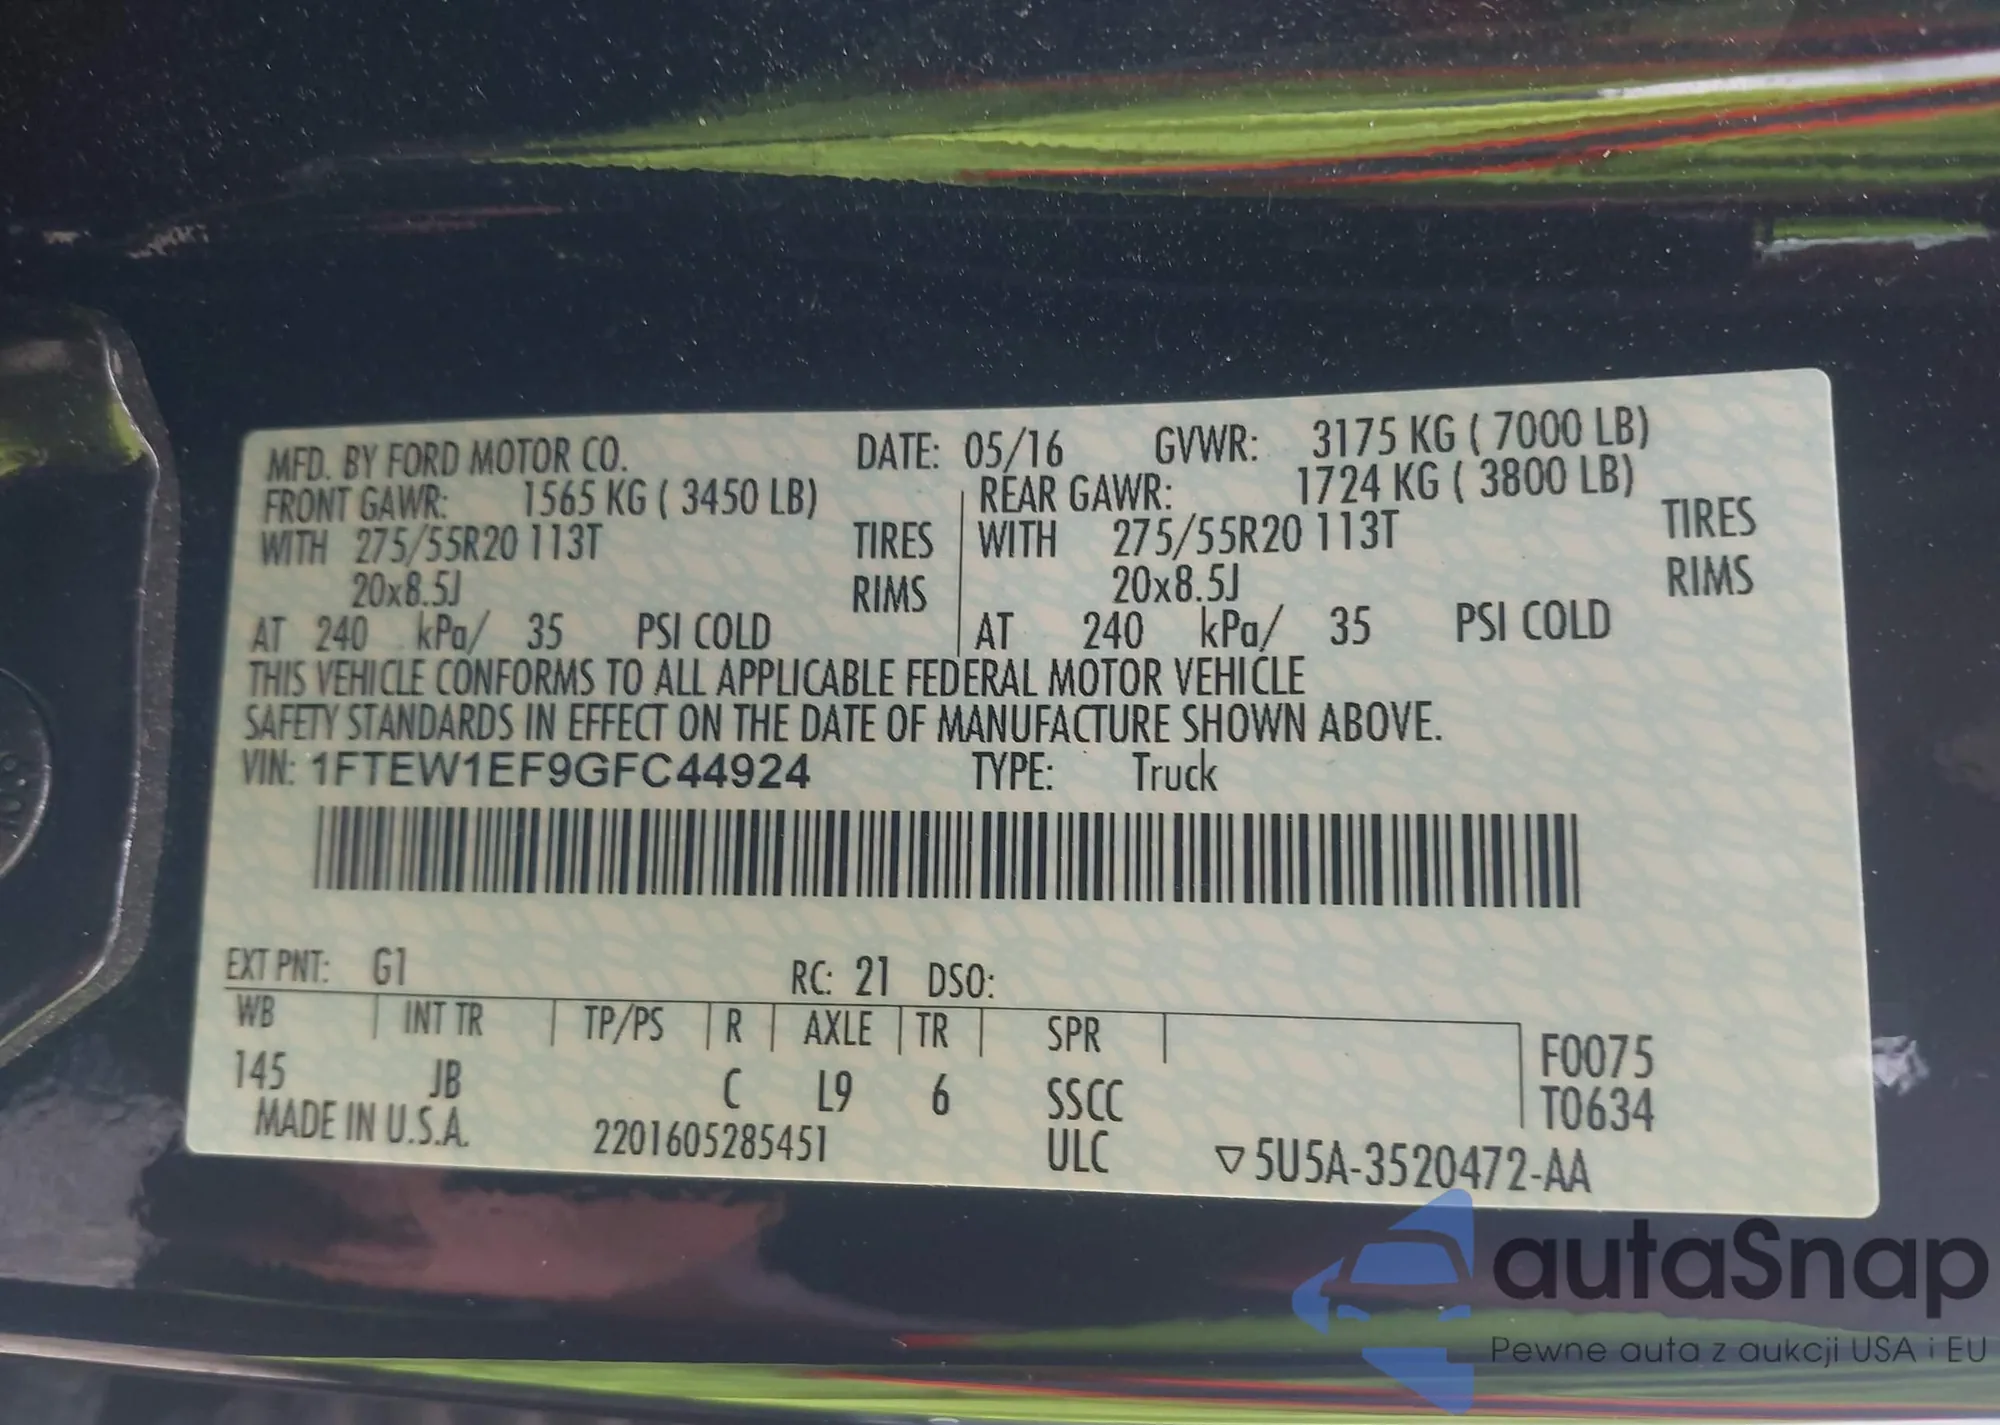 MFD. BY FORD MOTOR CO. DATE: 05/16 GVWR: 3175 KG ( 7000 LB)
FRONT GAWR: 1565 KG ( 3450 LB) REAR GAWR: 1724 KG ( 3800 LB)
WITH 275/55R20 113T TIRES WITH 275/55R20 113T TIRES
20x8.5J RIMS 20x8.5J RIMS
AT 240 kPa/ 35 PSI COLD AT 240 kPa/ 35 PSI COLD
THIS VEHICLE CONFORMS TO ALL APPLICABLE FEDERAL MOTOR VEHICLE
SAFETY STANDARDS IN EFFECT ON THE DATE OF MANUFACTURE SHOWN ABOVE.
VIN: 1FTEW1EF9GFC44924 TYPE: Truck
EXT PNT: G1 RC: 21 DSO:
WB INT TR TP/PS R AXLE TR SPR F0075
145 JB C L9 6 SSCC T0634
MADE IN U.S.A. 2201605285451 ULC ▽5U5A-3520472-AA
autaSnap
Pewne auta z aukcji USA i EU